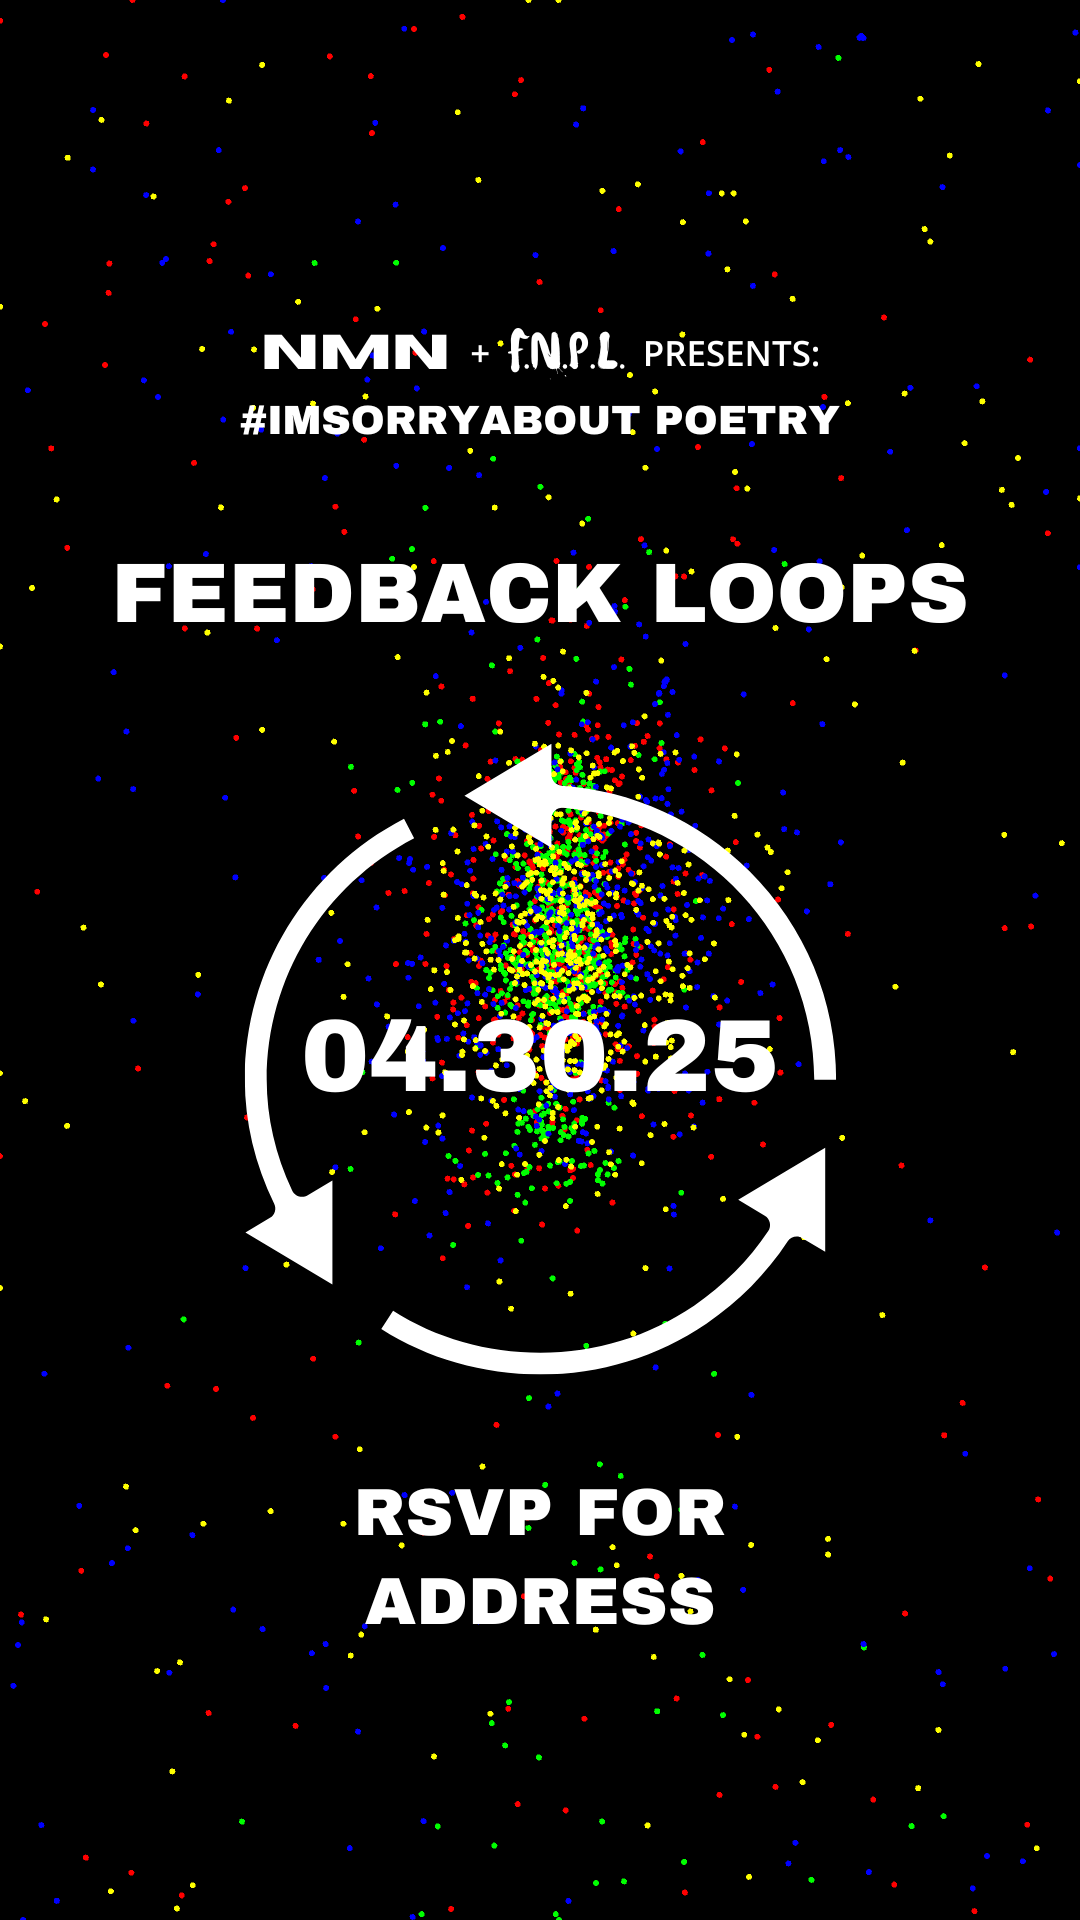 NMN + F.N.P.L. PRESENTS:
#IMSORRYABOUT POETRY
FEEDBACK LOOPS
04.30.25
RSVP FOR
ADDRESS